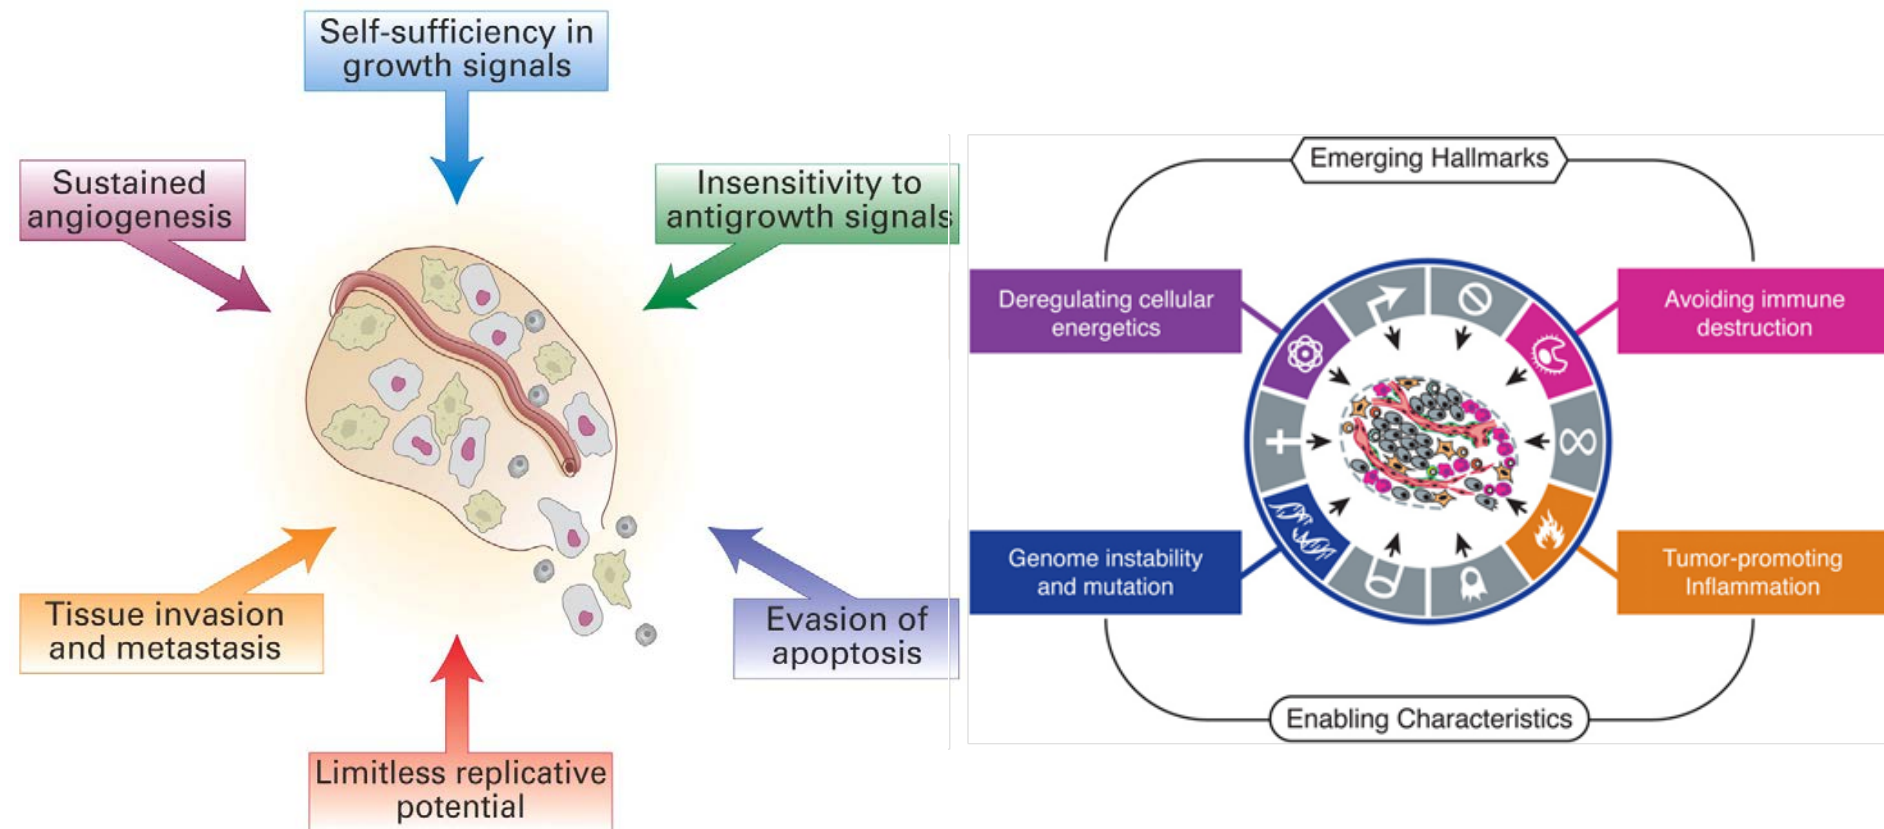 Self-sufficiency in
growth signals
Sustained
angiogenesis
Insensitivity to
antigrowth signals
Tissue invasion
and metastasis
Evasion of
apoptosis
Limitless replicative
potential
Emerging Hallmarks
Deregulating cellular
energetics
Avoiding immune
destruction
Genome instability
and mutation
Tumor-promoting
Inflammation
Enabling Characteristics